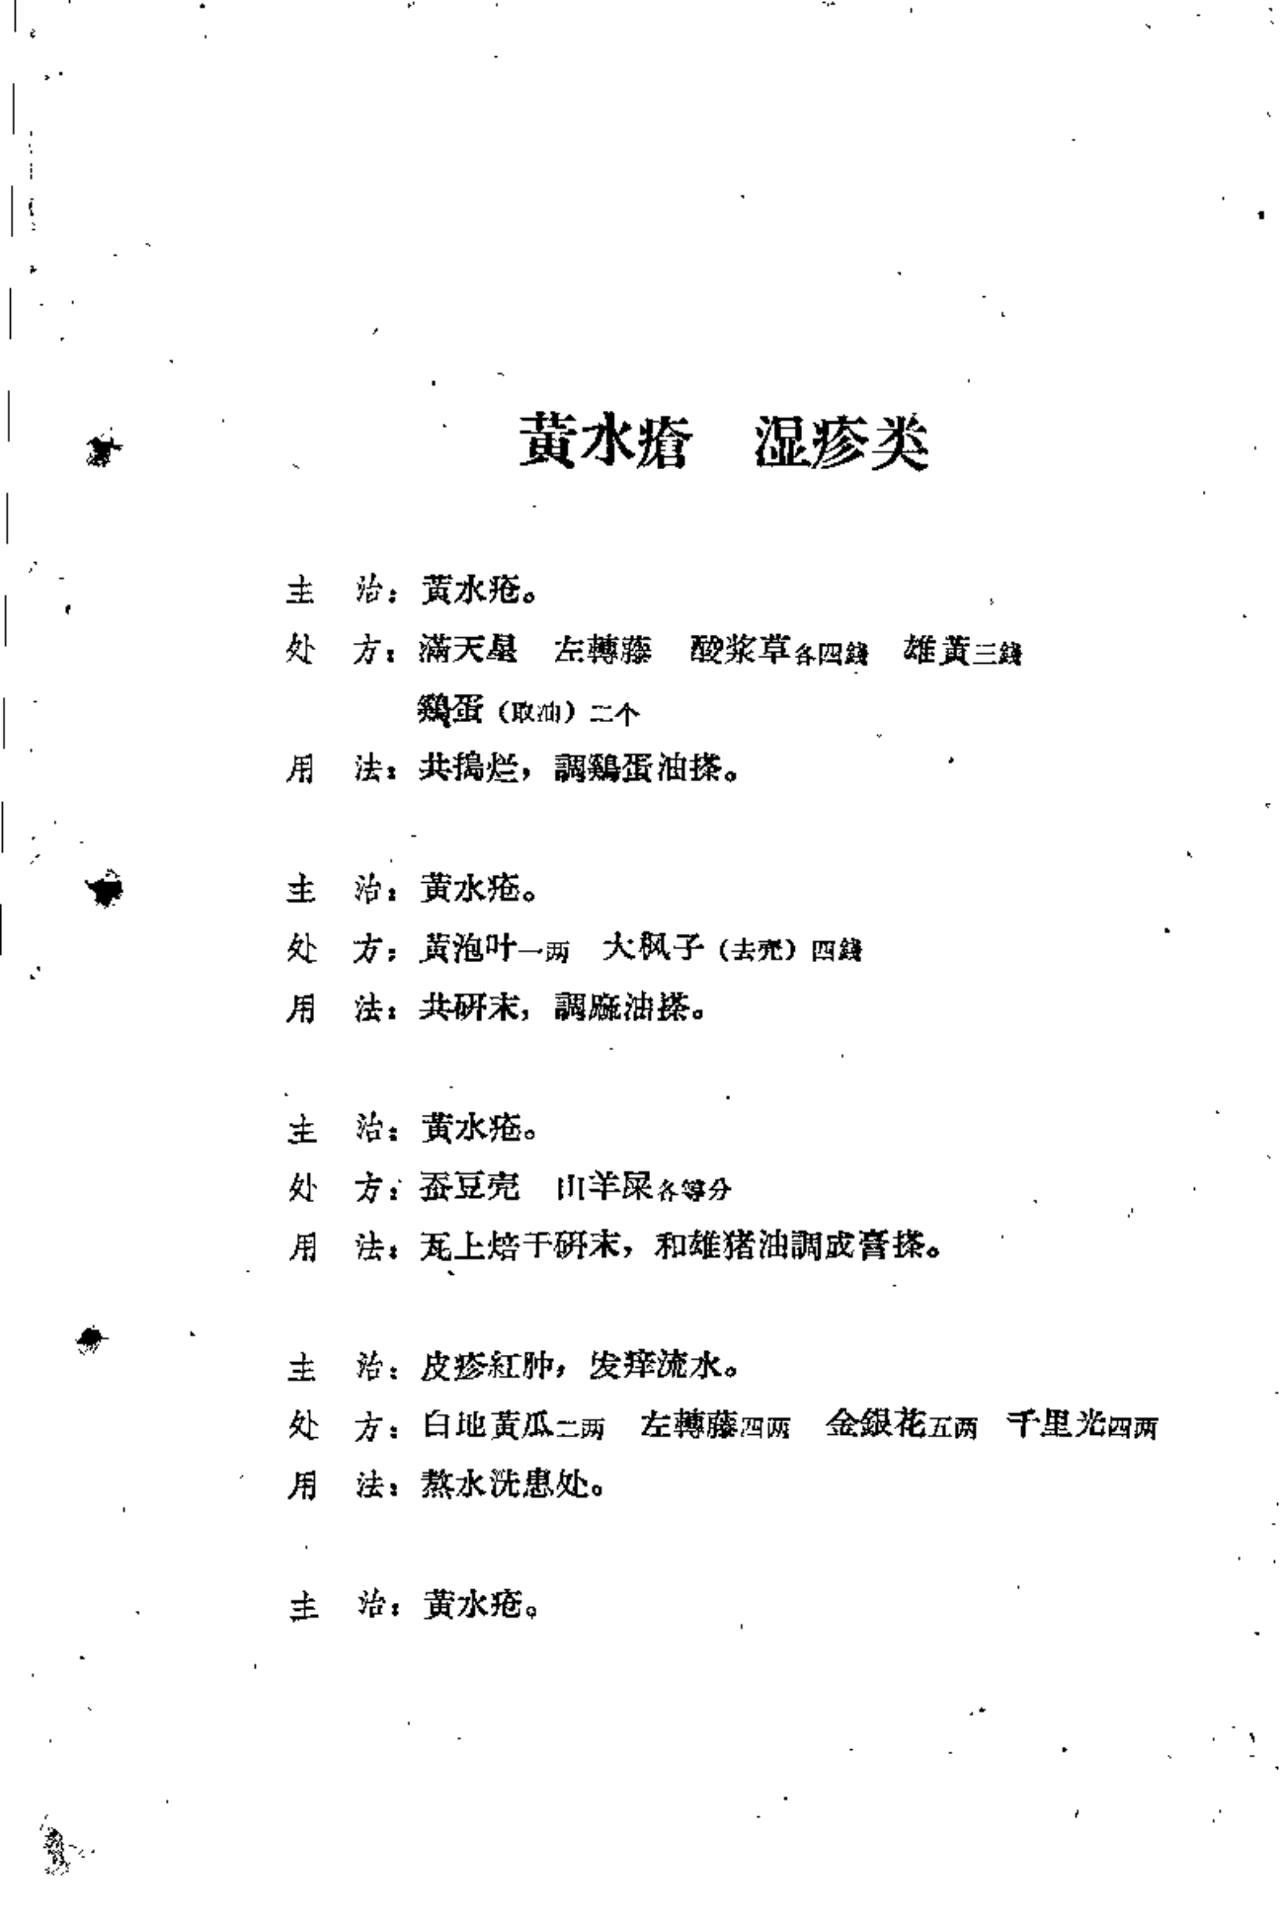 黃水瘡　湿疹类
主　治：黃水疮。
处　方：滿天星　左轉藤　酸浆草各四錢　雄黃三錢
鷄蛋（取油）二个
用　法：共搗烂，調鷄蛋油搽。
主　治：黃水疮。
处　方：黃泡叶一两　大枫子（去壳）四錢
用　法：共研末，調麻油搽。
主　治：黃水疮。
处　方：蚕豆壳　山羊屎各等分
用　法：瓦上焙干研末，和雄猪油調成膏搽。
主　治：皮疹紅肿，发痒流水。
处　方：白地黃瓜二两　左轉藤四两　金銀花五两　千里光四两
用　法：熬水洗患处。
主　治：黃水疮。